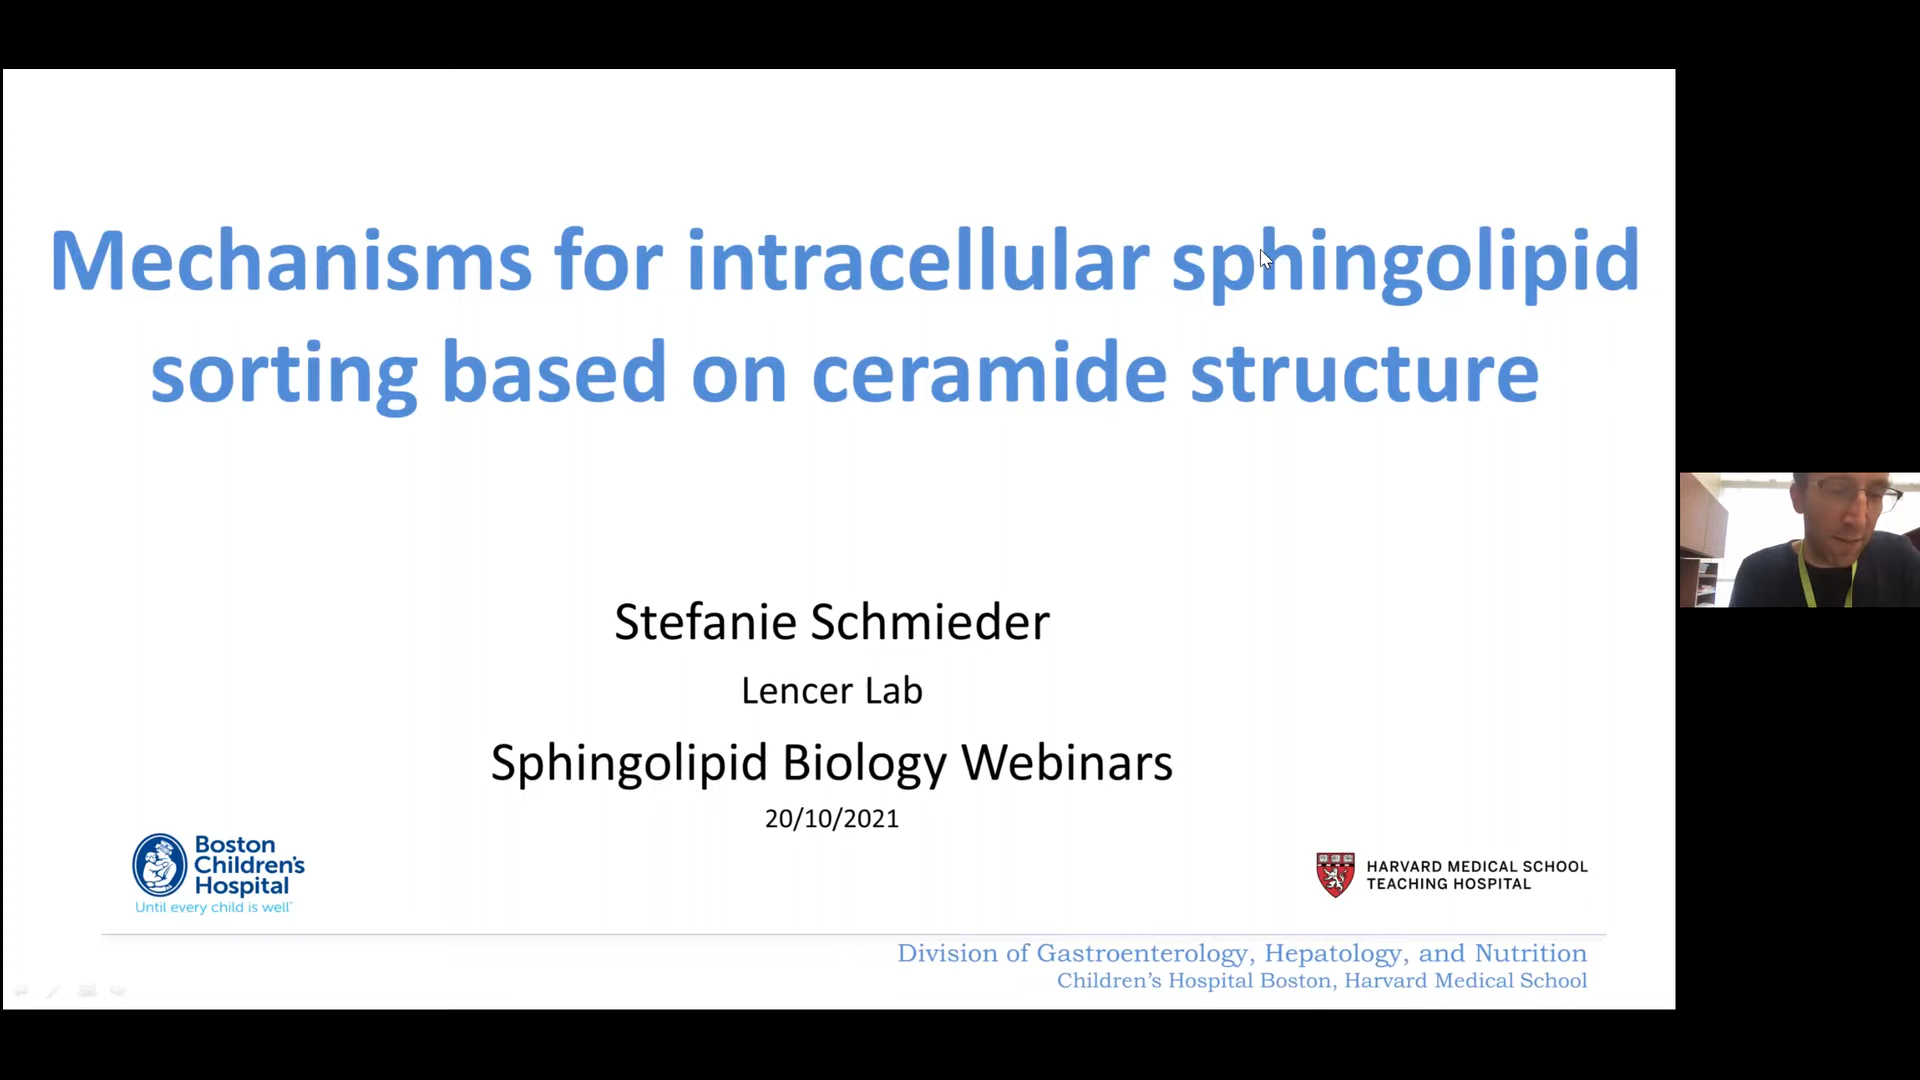 Mechanisms for intracellular sphingolipid
sorting based on ceramide structure
Stefanie Schmieder
Lencer Lab
Sphingolipid Biology Webinars
20/10/2021
Boston
Children's
Hospital
Until every child is well™
HARVARD MEDICAL SCHOOL
TEACHING HOSPITAL
Division of Gastroenterology, Hepatology, and Nutrition
Children's Hospital Boston, Harvard Medical School